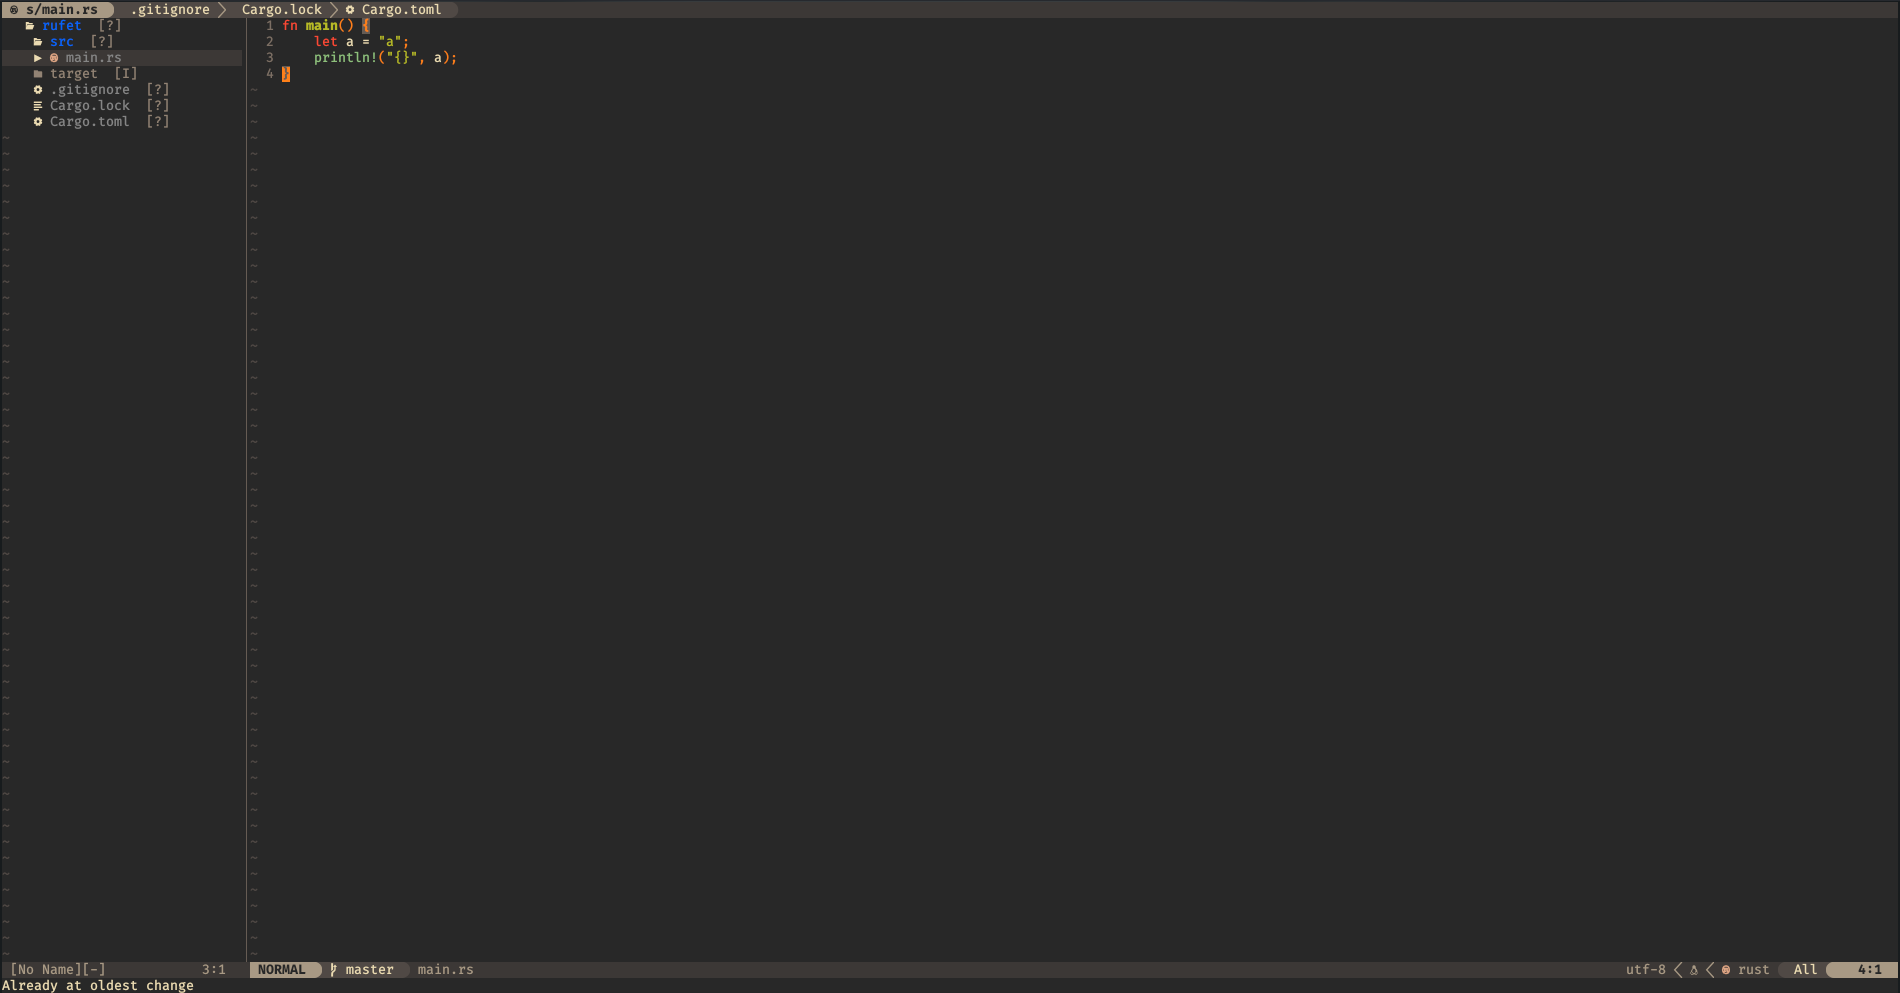 s/main.rs .gitignore Cargo.lock Cargo.toml
rufet [?]
src [?]
main.rs
target [I]
.gitignore [?]
Cargo.lock [?]
Cargo.toml [?]
1 fn main() {
2 let a = "a";
3 println!("{}", a);
4 }
[No Name][-] 3:1
NORMAL master main.rs utf-8 rust All 4:1
Already at oldest change